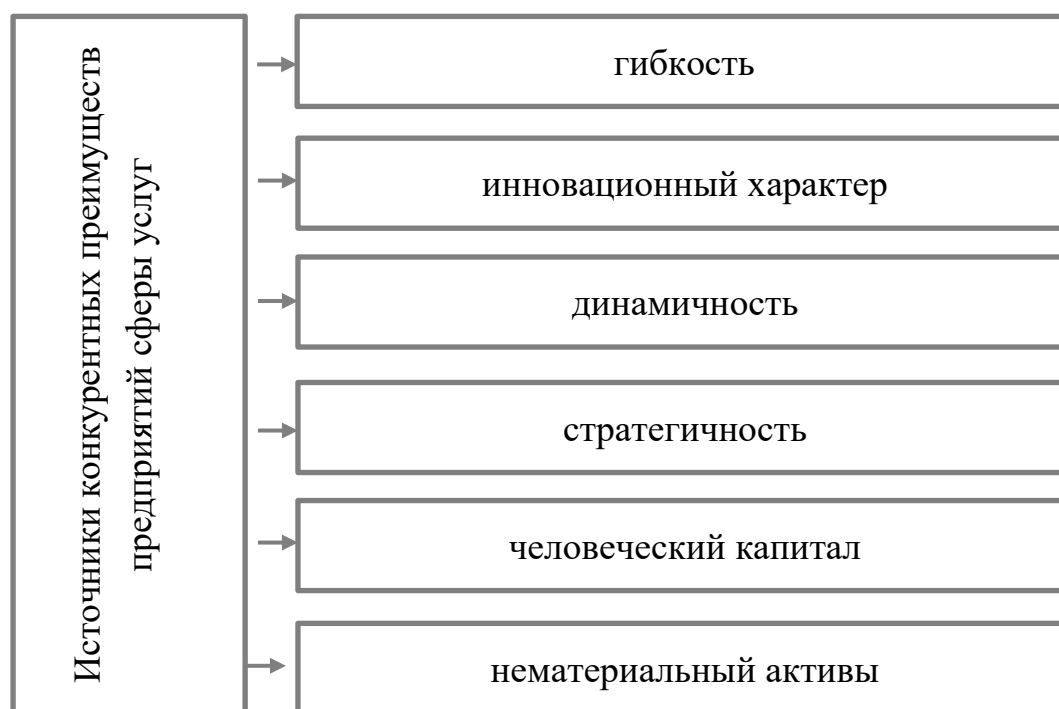 Источники конкурентных преимуществ
предприятий сферы услуг
гибкость
инновационный характер
динамичность
стратегичность
человеческий капитал
нематериальный активы